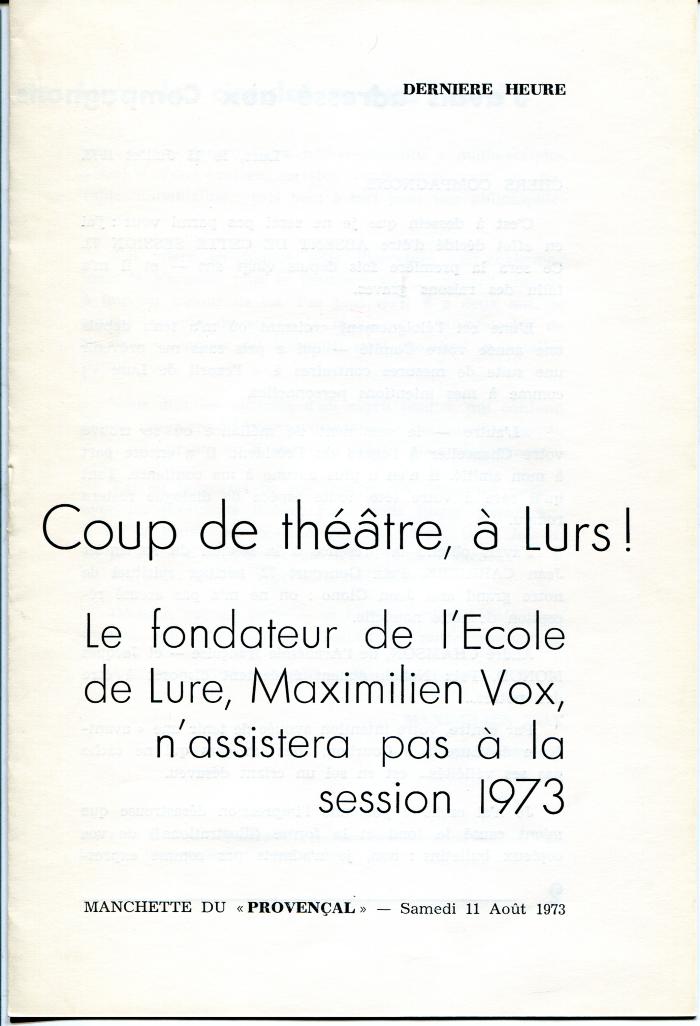 DERNIERE HEURE
Coup de théâtre, à Lurs !
Le fondateur de l'Ecole
de Lure, Maximilien Vox,
n'assistera pas à la
session 1973
MANCHETTE DU « PROVENÇAL » — Samedi 11 Août 1973